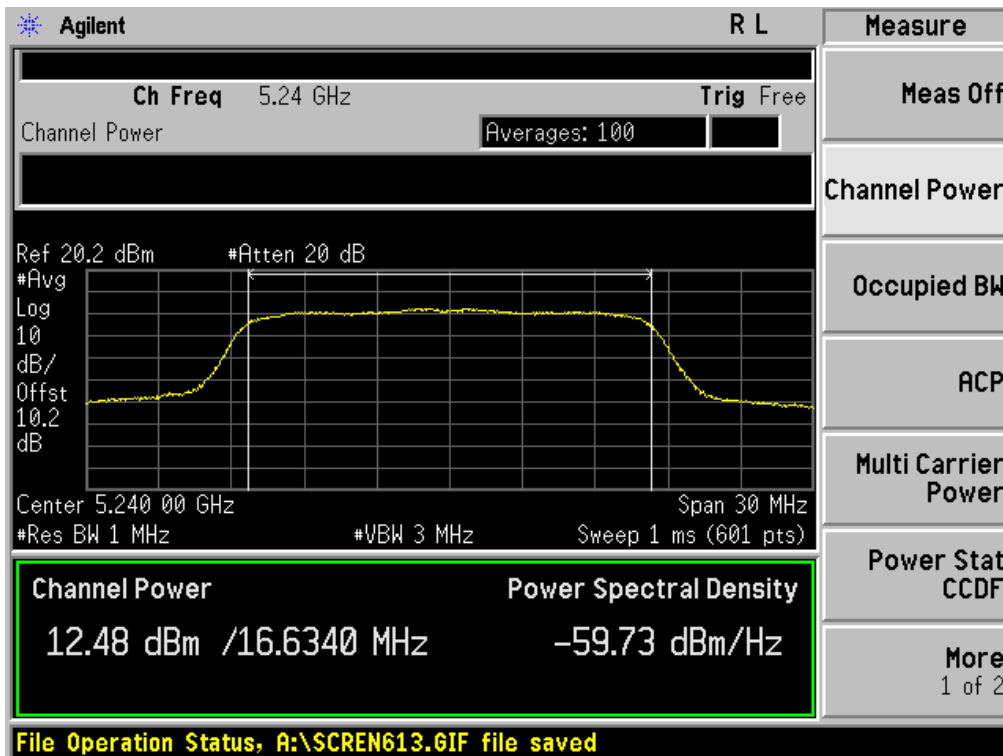 Agilent
R L
Measure
Ch Freq 5.24 GHz
Trig Free
Channel Power
Averages: 100
Ref 20.2 dBm #Atten 20 dB
#Avg
Log
10
dB/
Offst
10.2
dB
Center 5.240 00 GHz
Span 30 MHz
#Res BW 1 MHz
#VBW 3 MHz
Sweep 1 ms (601 pts)
Channel Power
Power Spectral Density
12.48 dBm /16.6340 MHz
-59.73 dBm/Hz
Meas Off
Channel Power
Occupied BW
ACP
Multi Carrier
Power
Power Stat
CCDF
More
1 of 2
File Operation Status, A:\SCREN613.GIF file saved